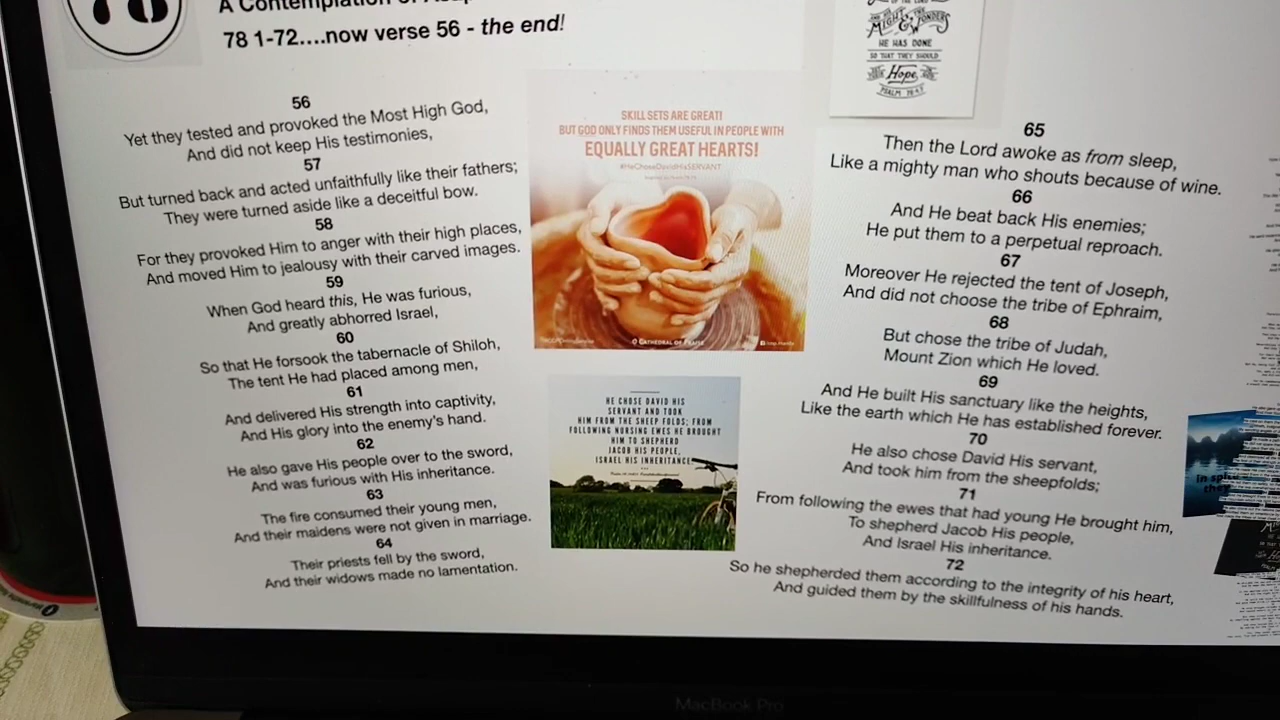 78
A Contemplation of Asaph
78 1-72....now verse 56 - the end!
56
Yet they tested and provoked the Most High God,
And did not keep His testimonies,
57
But turned back and acted unfaithfully like their fathers;
They were turned aside like a deceitful bow.
58
For they provoked Him to anger with their high places,
And moved Him to jealousy with their carved images.
59
When God heard this, He was furious,
And greatly abhorred Israel,
60
So that He forsook the tabernacle of Shiloh,
The tent He had placed among men,
61
And delivered His strength into captivity,
And His glory into the enemy's hand.
62
He also gave His people over to the sword,
And was furious with His inheritance.
63
The fire consumed their young men,
And their maidens were not given in marriage.
64
Their priests fell by the sword,
And their widows made no lamentation.
SKILL SETS ARE GREAT!
BUT GOD ONLY FINDS THEM USEFUL IN PEOPLE WITH
EQUALLY GREAT HEARTS!
#HeChoseDavidHisSERVANT
CATHEDRAL OF PRAISE
HE CHOSE DAVID HIS
SERVANT AND TOOK
HIM FROM THE SHEEP FOLDS; FROM
FOLLOWING NURSING EWES HE BROUGHT
HIM TO SHEPHERD
JACOB HIS PEOPLE,
ISRAEL HIS INHERITANCE
MIGHT & WONDERS
HE HAS DONE
SO THAT THEY SHOULD
Hope
PSALM 78:4,7
65
Then the Lord awoke as from sleep,
Like a mighty man who shouts because of wine.
66
And He beat back His enemies;
He put them to a perpetual reproach.
67
Moreover He rejected the tent of Joseph,
And did not choose the tribe of Ephraim,
68
But chose the tribe of Judah,
Mount Zion which He loved.
69
And He built His sanctuary like the heights,
Like the earth which He has established forever.
70
He also chose David His servant,
And took him from the sheepfolds;
71
From following the ewes that had young He brought him,
To shepherd Jacob His people,
And Israel His inheritance.
72
So he shepherded them according to the integrity of his heart,
And guided them by the skillfulness of his hands.
MacBook Pro